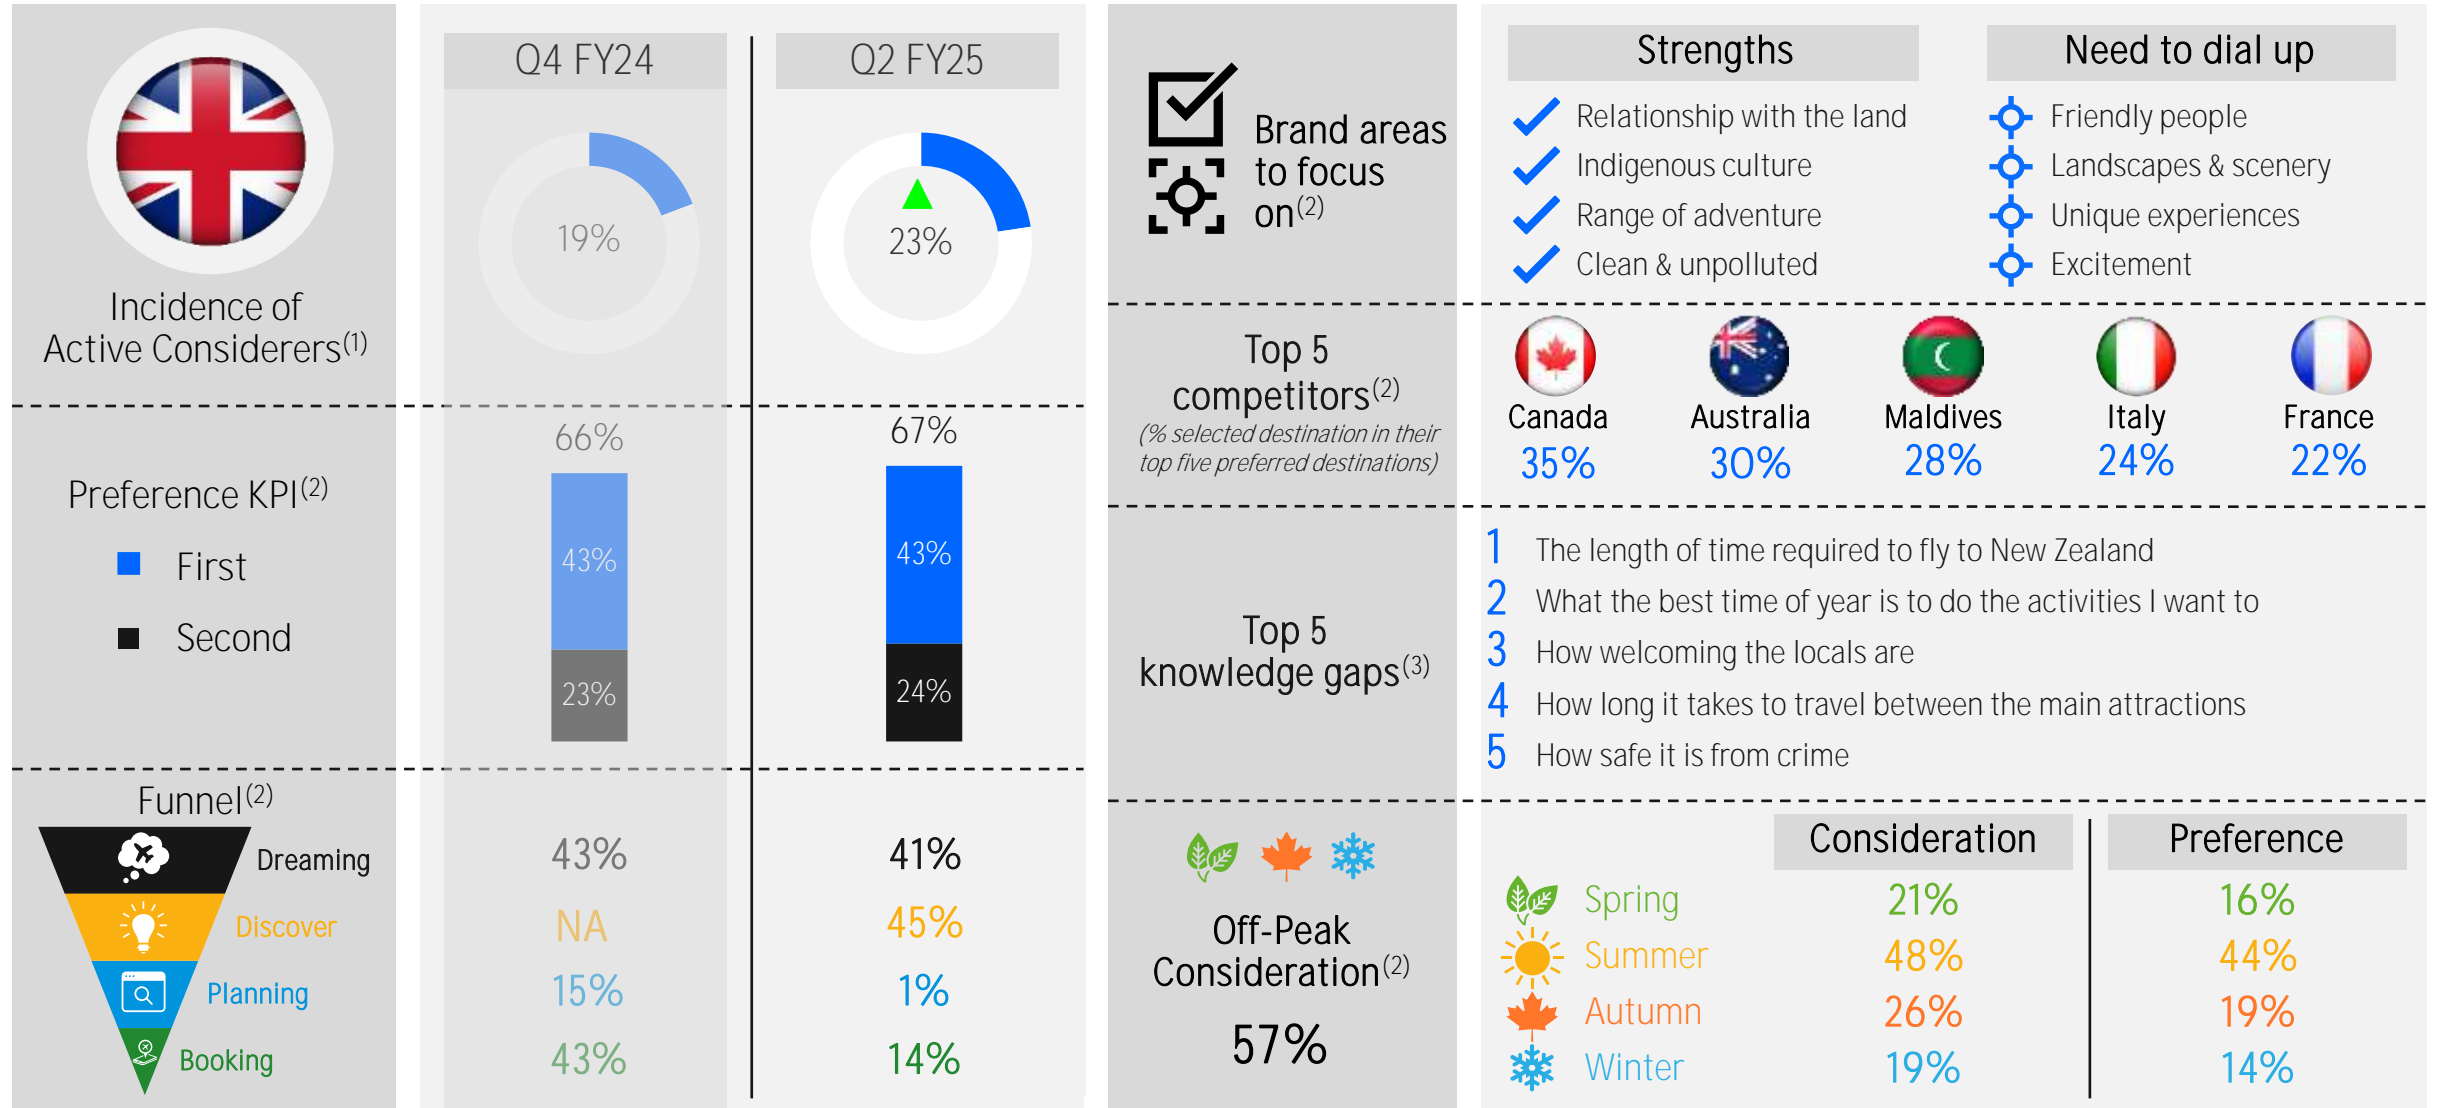 Incidence of
Active Considerers(1)
Q4 FY24
Q2 FY25
19%
23%
Preference KPI(2)
First
Second
66%
43%
23%
67%
43%
24%
Funnel(2)
Dreaming
43%
41%
Discover
NA
45%
Planning
15%
1%
Booking
43%
14%
Brand areas
to focus
on(2)
Strengths
Relationship with the land
Indigenous culture
Range of adventure
Clean & unpolluted
Need to dial up
Friendly people
Landscapes & scenery
Unique experiences
Excitement
Top 5
competitors(2)
(% selected destination in their
top five preferred destinations)
Canada
35%
Australia
30%
Maldives
28%
Italy
24%
France
22%
Top 5
knowledge gaps(3)
1 The length of time required to fly to New Zealand
2 What the best time of year is to do the activities I want to
3 How welcoming the locals are
4 How long it takes to travel between the main attractions
5 How safe it is from crime
Off-Peak
Consideration(2)
57%
Consideration
Preference
Spring 21% 16%
Summer 48% 44%
Autumn 26% 19%
Winter 19% 14%